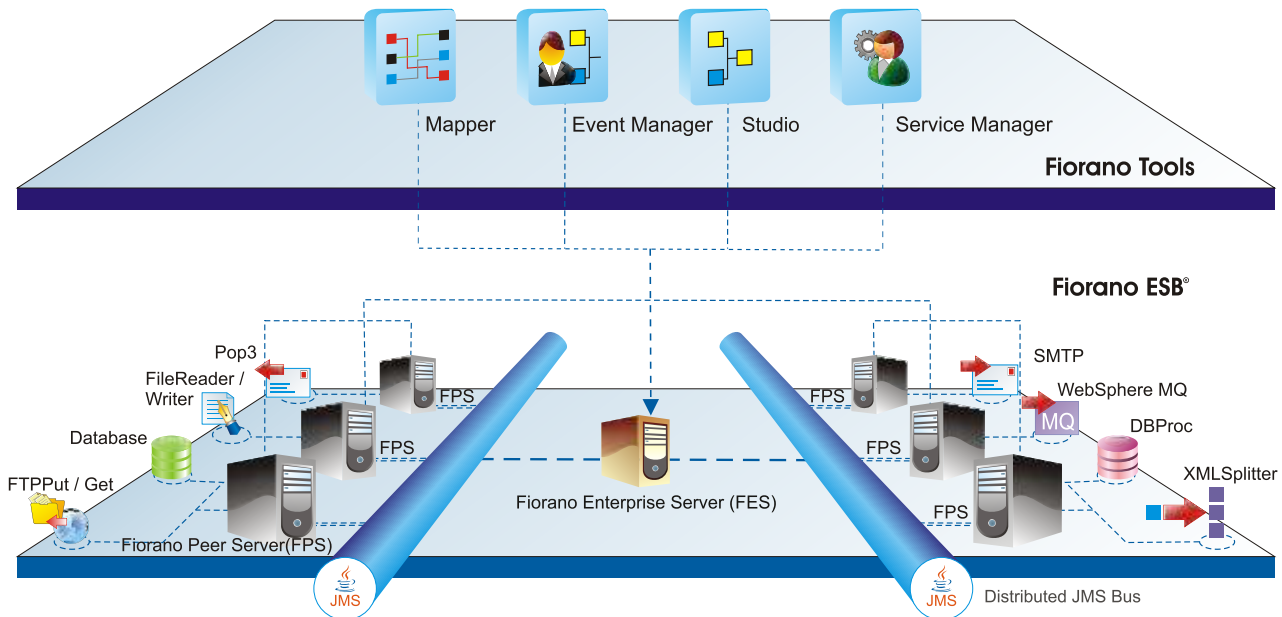 Mapper
Event Manager
Studio
Service Manager
Fiorano Tools
Fiorano ESB®
Pop3
FileReader /
Writer
Database
FTPPut / Get
FPS
FPS
Fiorano Peer Server(FPS)
Fiorano Enterprise Server (FES)
FPS
FPS
FPS
SMTP
WebSphere MQ
MQ
DBProc
XMLSplitter
JMS
JMS
Distributed JMS Bus